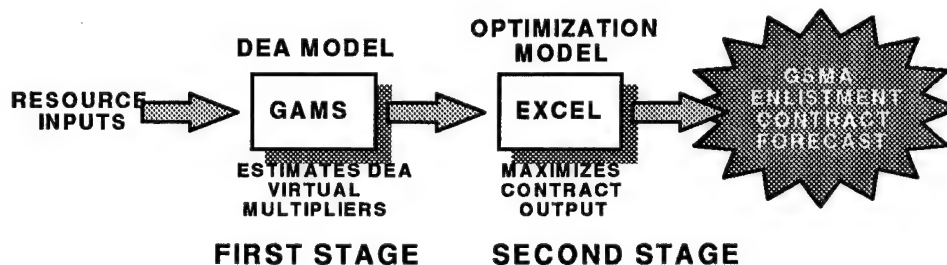 DEA MODEL
OPTIMIZATION
MODEL
RESOURCE
INPUTS
GAMS
EXCEL
GSMA
ENLISTMENT
CONTRACT
FORECAST
ESTIMATES DEA
VIRTUAL
MULTIPLIERS
MAXIMIZES
CONTRACT
OUTPUT
FIRST STAGE
SECOND STAGE